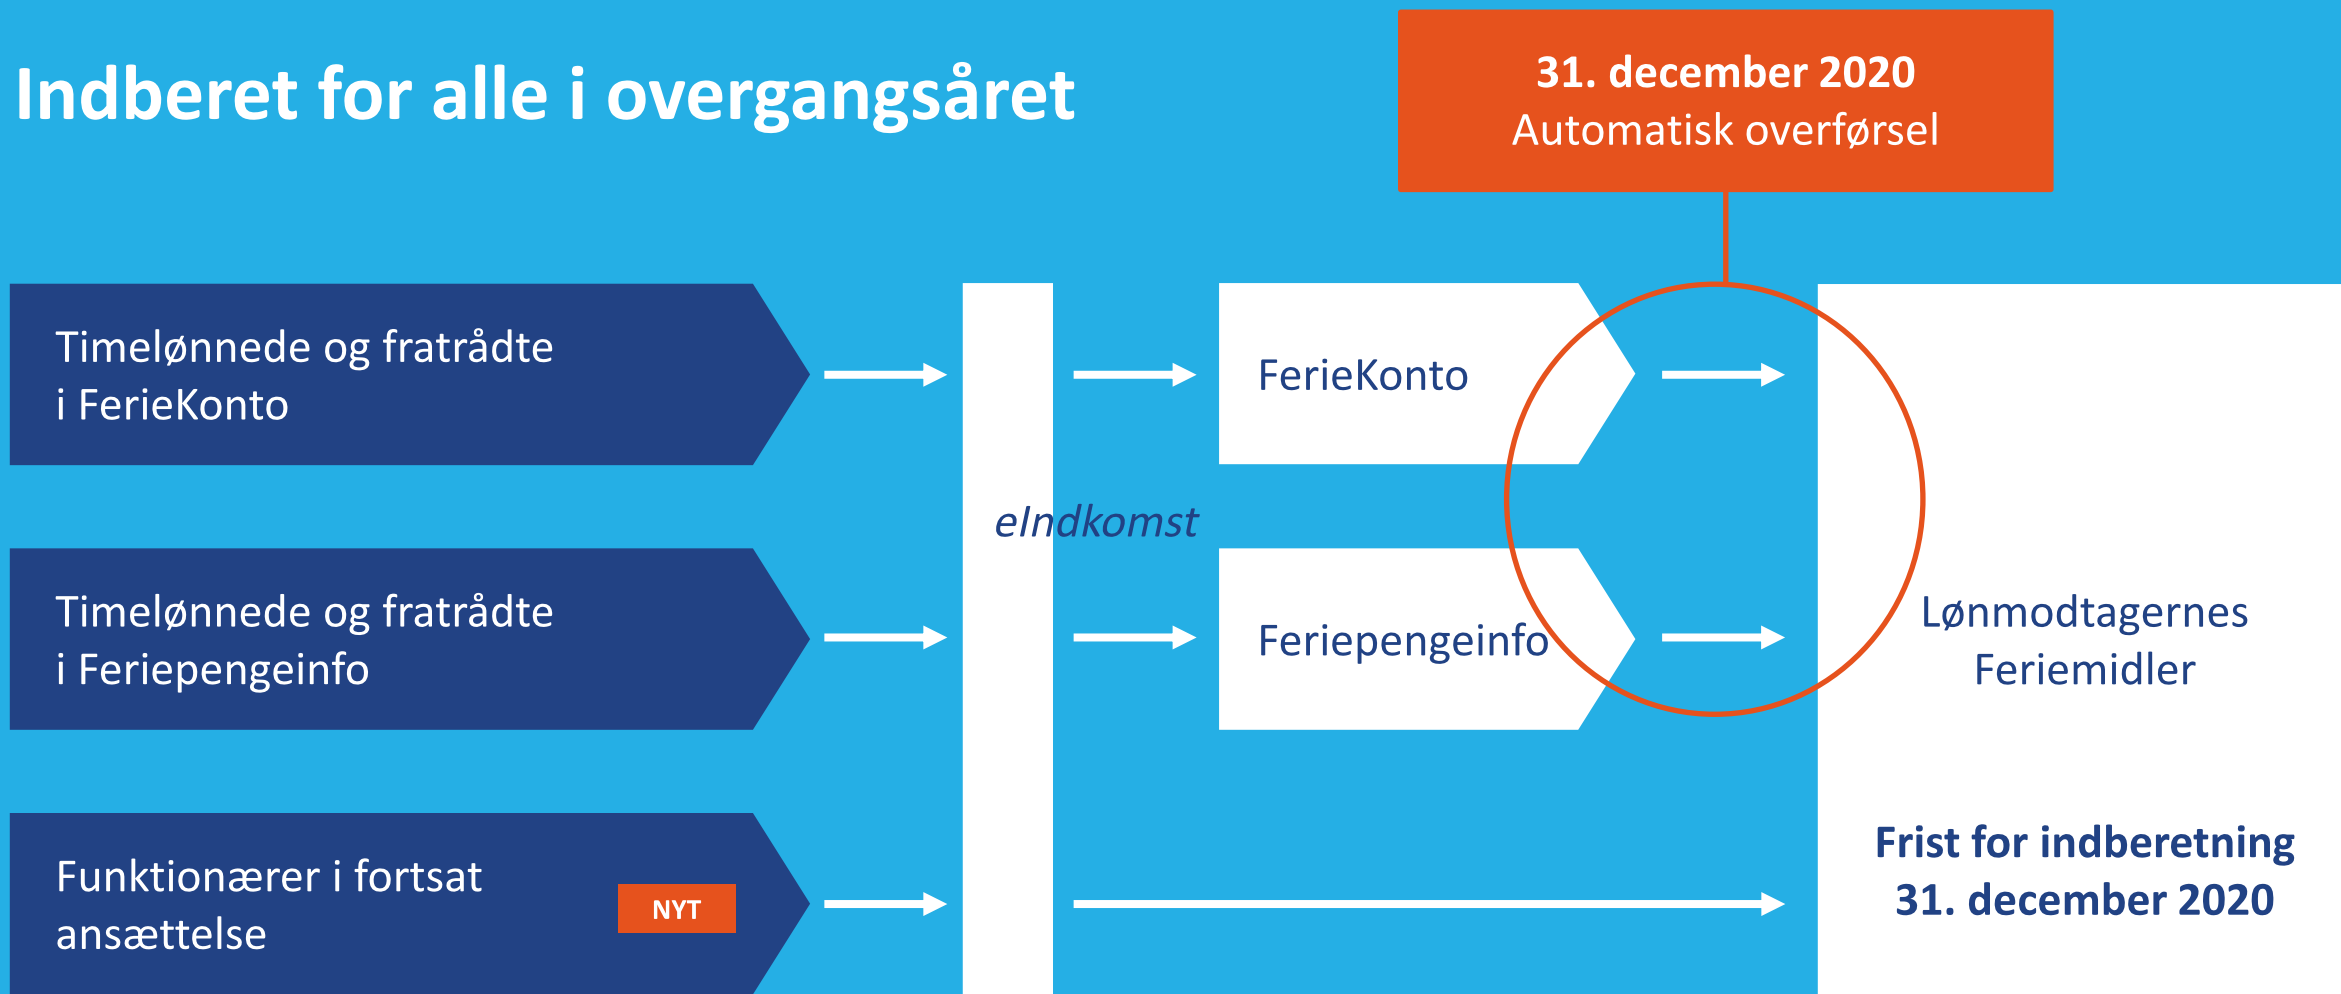 Indberet for alle i overgangsåret
31. december 2020
Automatisk overførsel
Timelønnede og fratrådte
i FerieKonto
FerieKonto
eIndkomst
Timelønnede og fratrådte
i Feriepengeinfo
Feriepengeinfo
Lønmodtagernes
Feriemidler
Funktionærer i fortsat
ansættelse
NYT
Frist for indberetning
31. december 2020